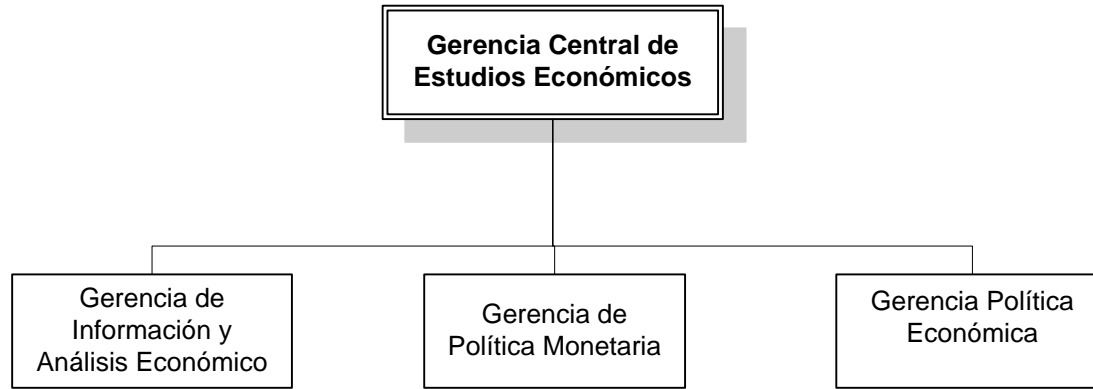 Gerencia Central de
Estudios Económicos
Gerencia de
Información y
Análisis Económico
Gerencia de
Política Monetaria
Gerencia Política
Económica